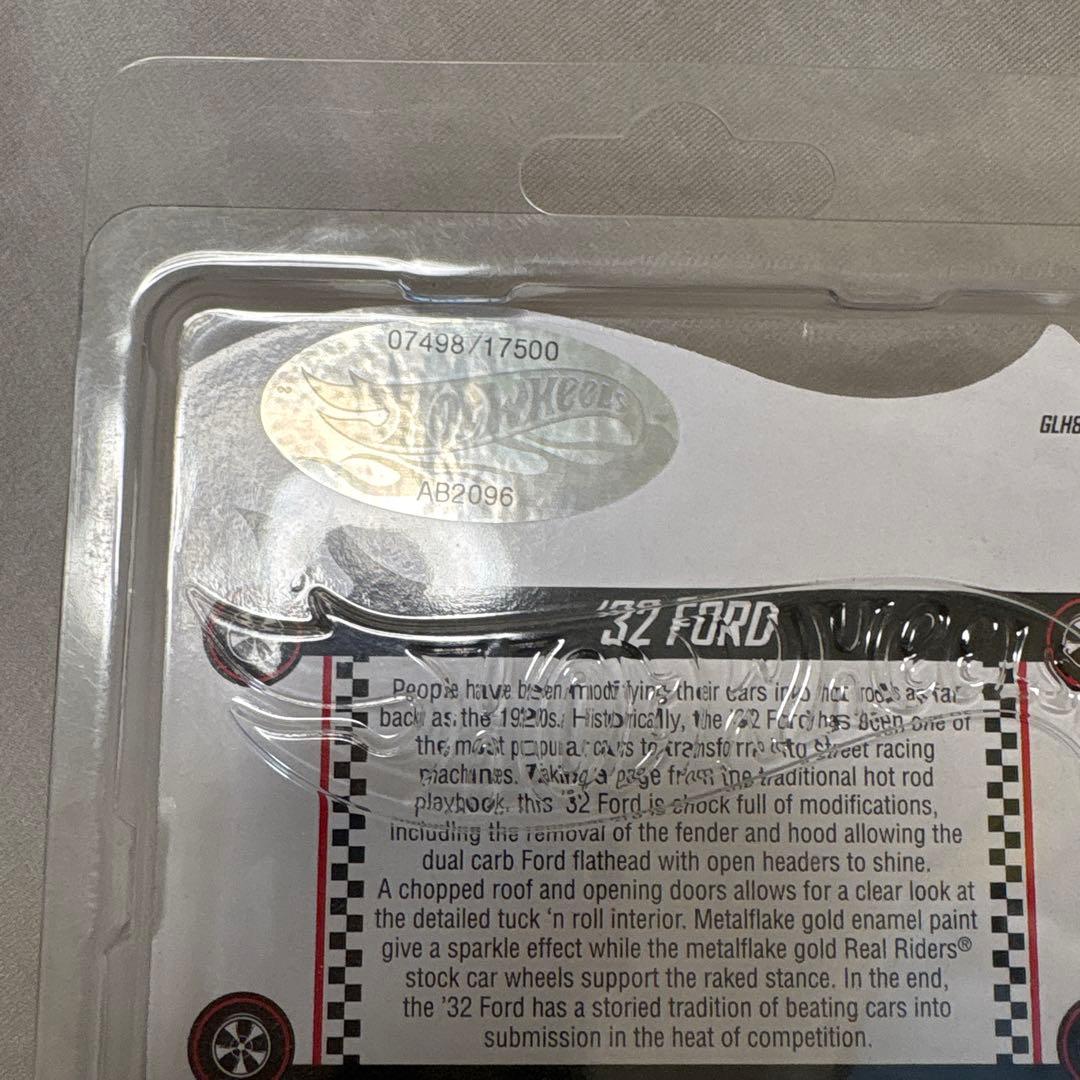 07498/17500
Hot Wheels
AB2096
GLH8
'32 FORD
Hot Wheels
People have been modifying their cars into hot rods as far
back as the 1920s. Historically, the '32 Ford has been one of
the most popular cars to transform into street racing
machines. Taking a page from the traditional hot rod
playbook, this '32 Ford is chock full of modifications,
including the removal of the fender and hood allowing the
dual carb Ford flathead with open headers to shine.
A chopped roof and opening doors allows for a clear look at
the detailed tuck 'n roll interior. Metalflake gold enamel paint
give a sparkle effect while the metalflake gold Real Riders®
stock car wheels support the raked stance. In the end,
the '32 Ford has a storied tradition of beating cars into
submission in the heat of competition.